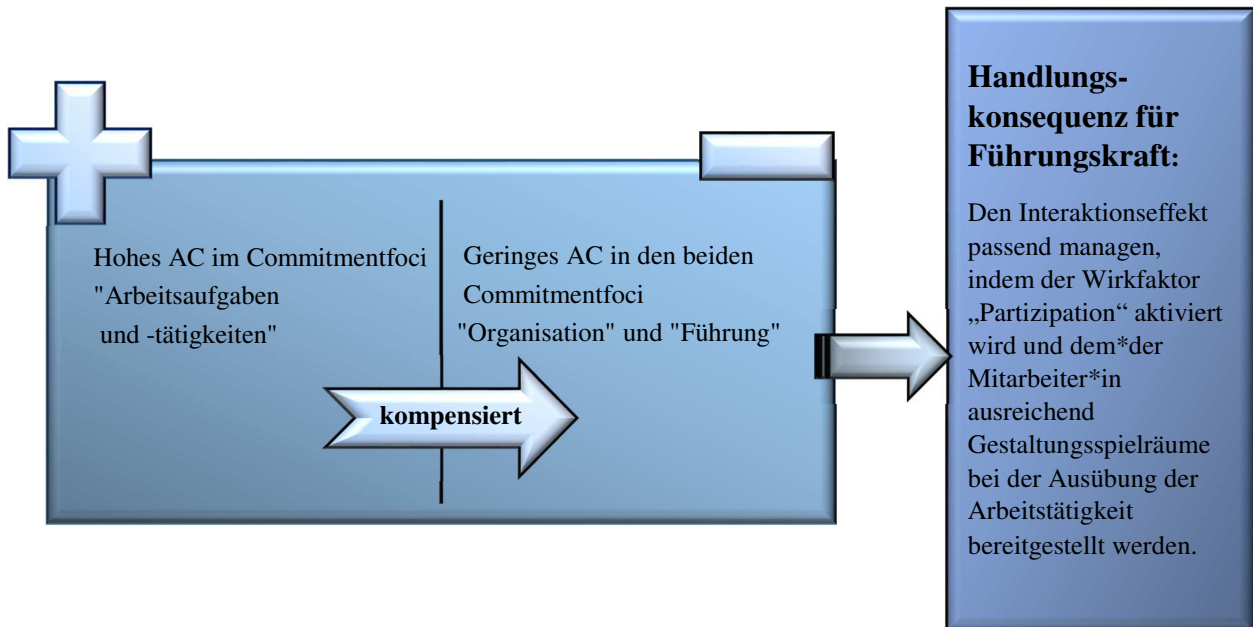 Hohes AC im Commitmentfoci
"Arbeitsaufgaben
und -tätigkeiten"
Geringes AC in den beiden
Commitmentfoci
"Organisation" und "Führung"
kompensiert
Handlungs-
konsequenz für
Führungskraft:
Den Interaktionseffekt
passend managen,
indem der Wirkfaktor
„Partizipation“ aktiviert
wird und dem*der
Mitarbeiter*in
ausreichend
Gestaltungsspielräume
bei der Ausübung der
Arbeitstätigkeit
bereitgestellt werden.